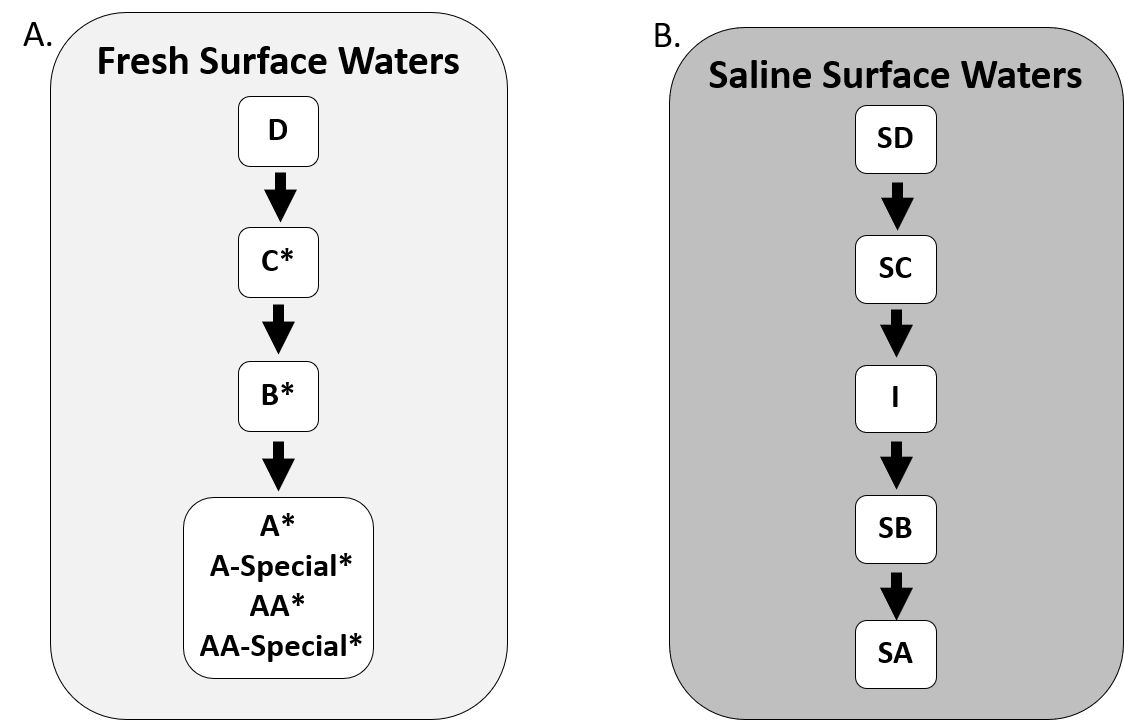 A.
Fresh Surface Waters
D
C*
B*
A*
A-Special*
AA*
AA-Special*
B.
Saline Surface Waters
SD
SC
I
SB
SA